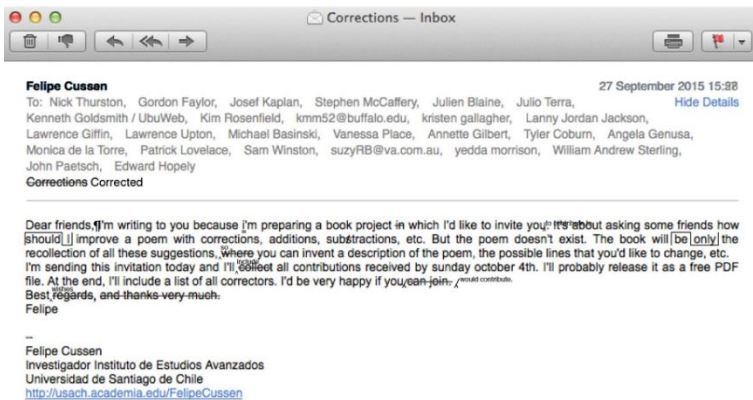 Corrections — Inbox
Felipe Cussan 27 September 2015 15:28
To: Nick Thurston, Gordon Faylor, Josef Kaplan, Stephen McCaffery, Julien Blaine, Julio Terra, Hide Details
Kenneth Goldsmith / UbuWeb, Kim Rosenfield, kmm52@buffalo.edu, kristen gallagher, Lanny Jordan Jackson,
Lawrence Giffin, Lawrence Upton, Michael Basinski, Vanessa Place, Annette Gilbert, Tyler Coburn, Angela Genusa,
Monica de la Torre, Patrick Lovelace, Sam Winston, suzyRB@va.com.au, yedda morrison, William Andrew Sterling,
John Paetsch, Edward Hopely
Corrections Corrected
Dear friends,¶I'm writing to you because i'm preparing a book project in which I'd like to invite you. It's about asking some friends how
should I improve a poem with corrections, additions, substractions, etc. But the poem doesn't exist. The book will be only the
so
recollection of all these suggestions, where you can invent a description of the poem, the possible lines that you'd like to change, etc.
include
I'm sending this invitation today and I'll collect all contributions received by sunday october 4th. I'll probably release it as a free PDF
file. At the end, I'll include a list of all correctors. I'd be very happy if you can join. would contribute.
wishes
Best regards, and thanks very much.
Felipe
--
Felipe Cussen
Investigador Instituto de Estudios Avanzados
Universidad de Santiago de Chile
http://usach.academia.edu/FelipeCussen